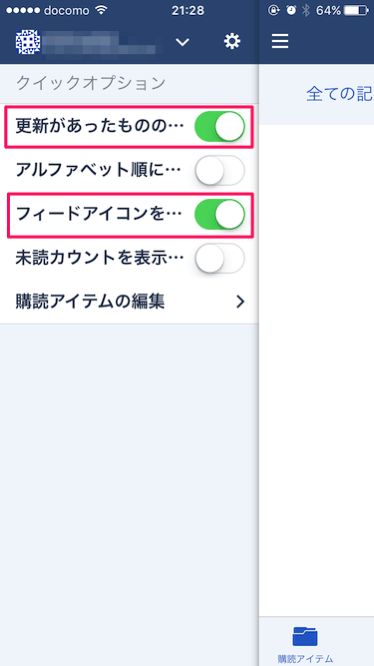 ●●●●● docomo 21:28 64%
クイックオプション
全ての記
更新があったものの…
アルファベット順に…
フィードアイコンを…
未読カウントを表示…
購読アイテムの編集
購読アイテム